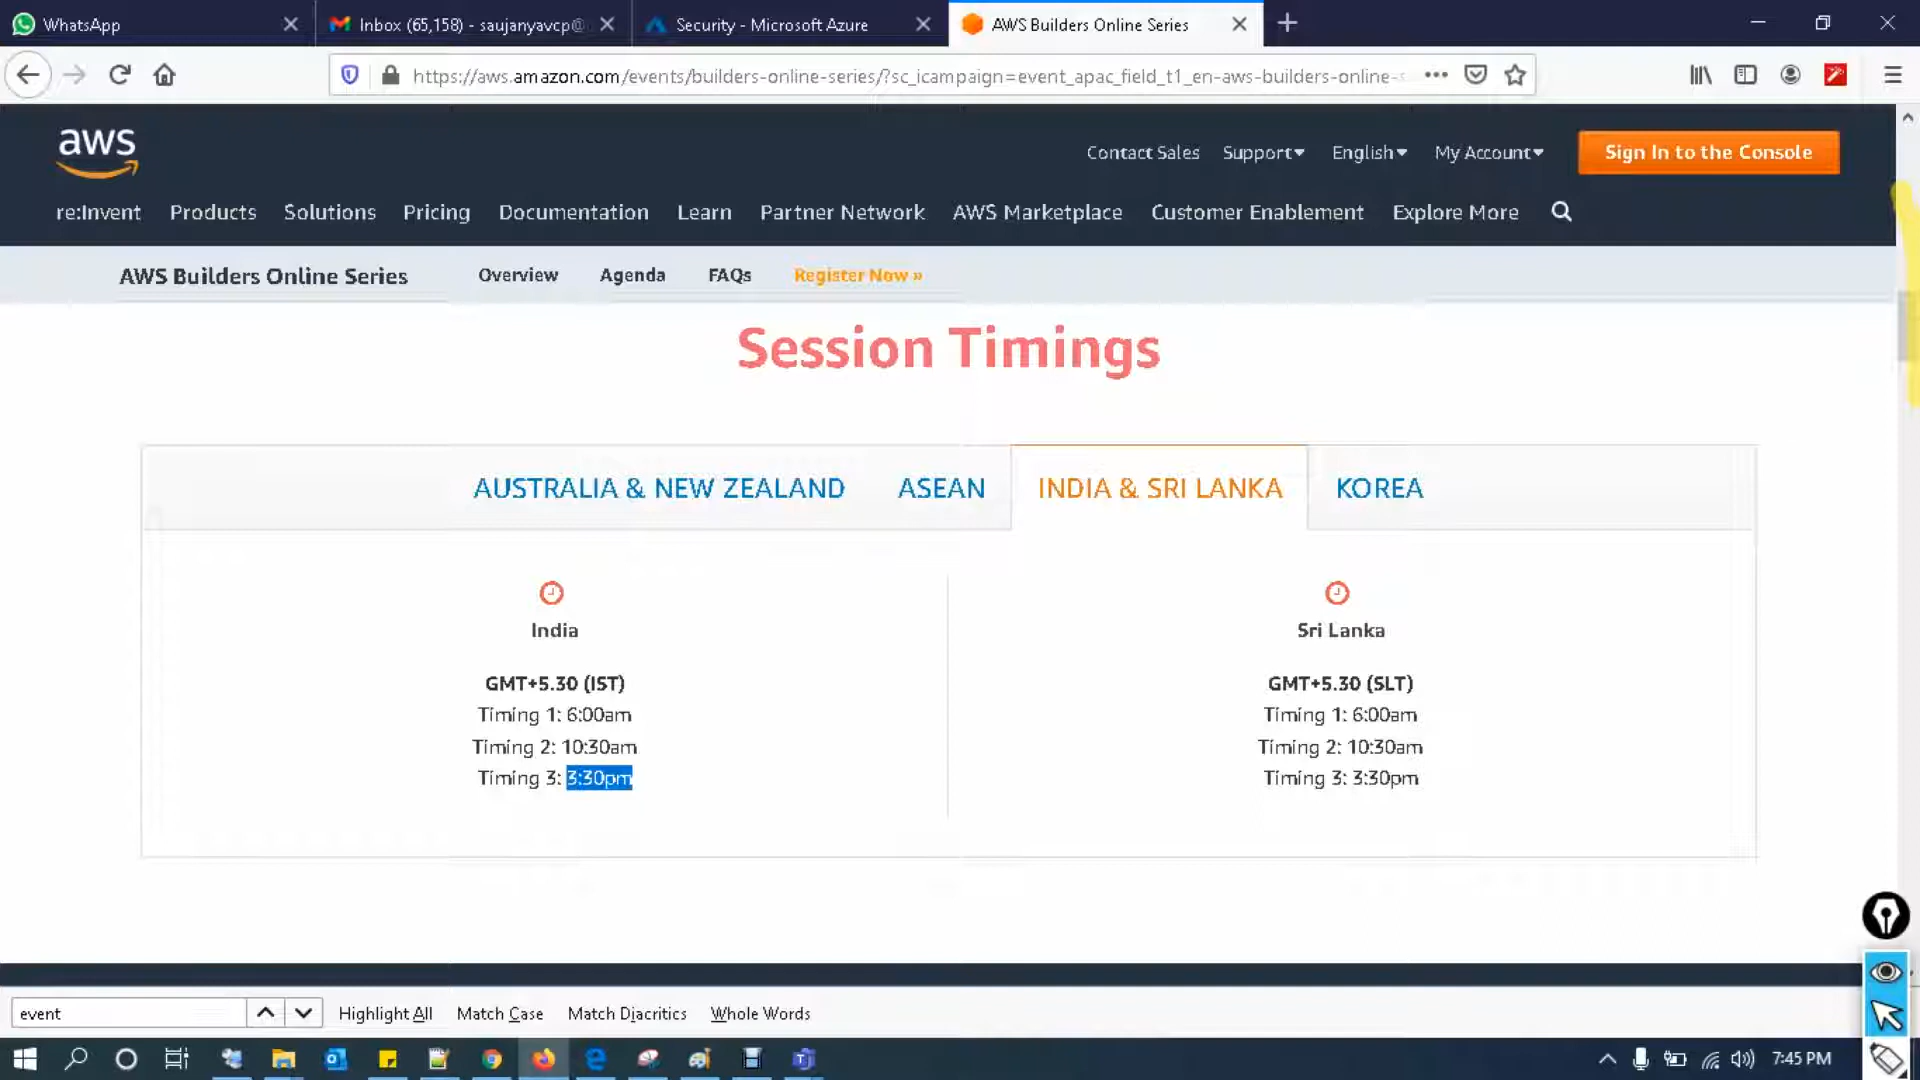 WhatsApp
Inbox (65,158) - saujanyavcp@
Security - Microsoft Azure
AWS Builders Online Series
https://aws.amazon.com/events/builders-online-series/?sc_icampaign=event_apac_field_t1_en-aws-builders-online-s
aws
Contact Sales Support English My Account Sign In to the Console
re:Invent Products Solutions Pricing Documentation Learn Partner Network AWS Marketplace Customer Enablement Explore More
AWS Builders Online Series Overview Agenda FAQs Register Now »
Session Timings
AUSTRALIA & NEW ZEALAND ASEAN INDIA & SRI LANKA KOREA
India
GMT+5.30 (IST)
Timing 1: 6:00am
Timing 2: 10:30am
Timing 3: 3:30pm
Sri Lanka
GMT+5.30 (SLT)
Timing 1: 6:00am
Timing 2: 10:30am
Timing 3: 3:30pm
event Highlight All Match Case Match Diacritics Whole Words
7:45 PM